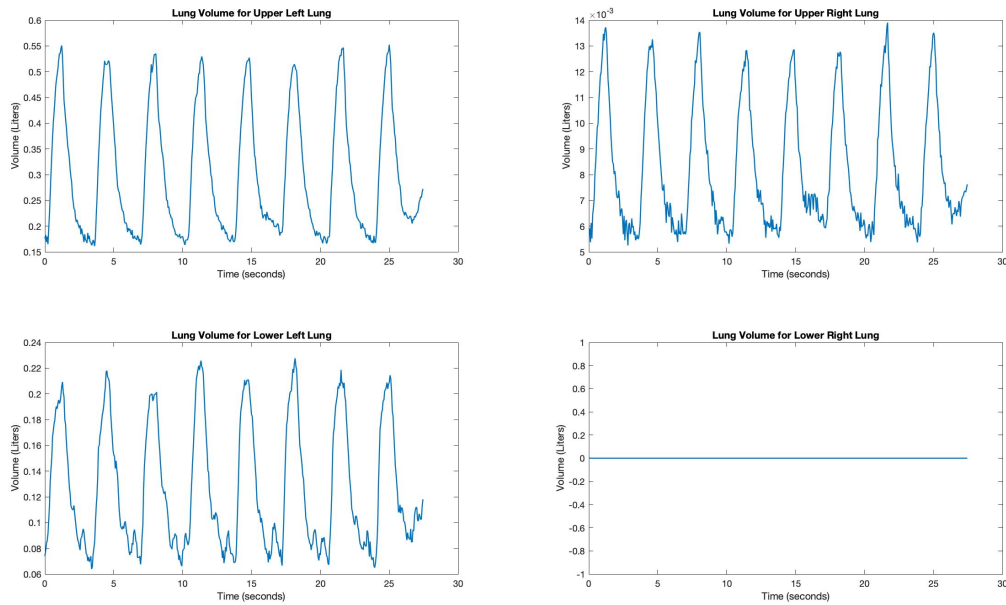 Lung Volume for Upper Left Lung
0.6
0.55
0.5
0.45
0.4
0.35
0.3
0.25
0.2
0.15
Volume (Liters)
0 5 10 15 20 25 30
Time (seconds)
Lung Volume for Upper Right Lung
×10⁻³
14
13
12
11
10
9
8
7
6
5
Volume (Liters)
0 5 10 15 20 25 30
Time (seconds)
Lung Volume for Lower Left Lung
0.24
0.22
0.2
0.18
0.16
0.14
0.12
0.1
0.08
0.06
Volume (Liters)
0 5 10 15 20 25 30
Time (seconds)
Lung Volume for Lower Right Lung
1
0.8
0.6
0.4
0.2
0
-0.2
-0.4
-0.6
-0.8
-1
Volume (Liters)
0 5 10 15 20 25 30
Time (seconds)